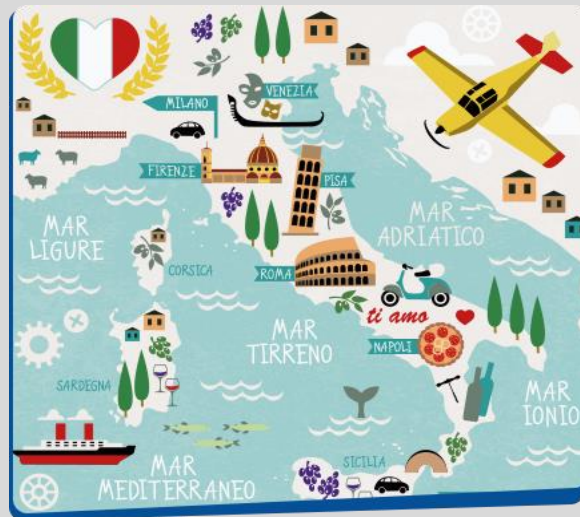 VENEZIA
MILANO
FIRENZE
PISA
MAR
LIGURE
MAR
ADRIATICO
CORSICA
ROMA
ti amo
MAR
TIRRENO
NAPOLI
SARDEGNA
MAR
IONIO
SICILIA
MAR
MEDITERRANEO